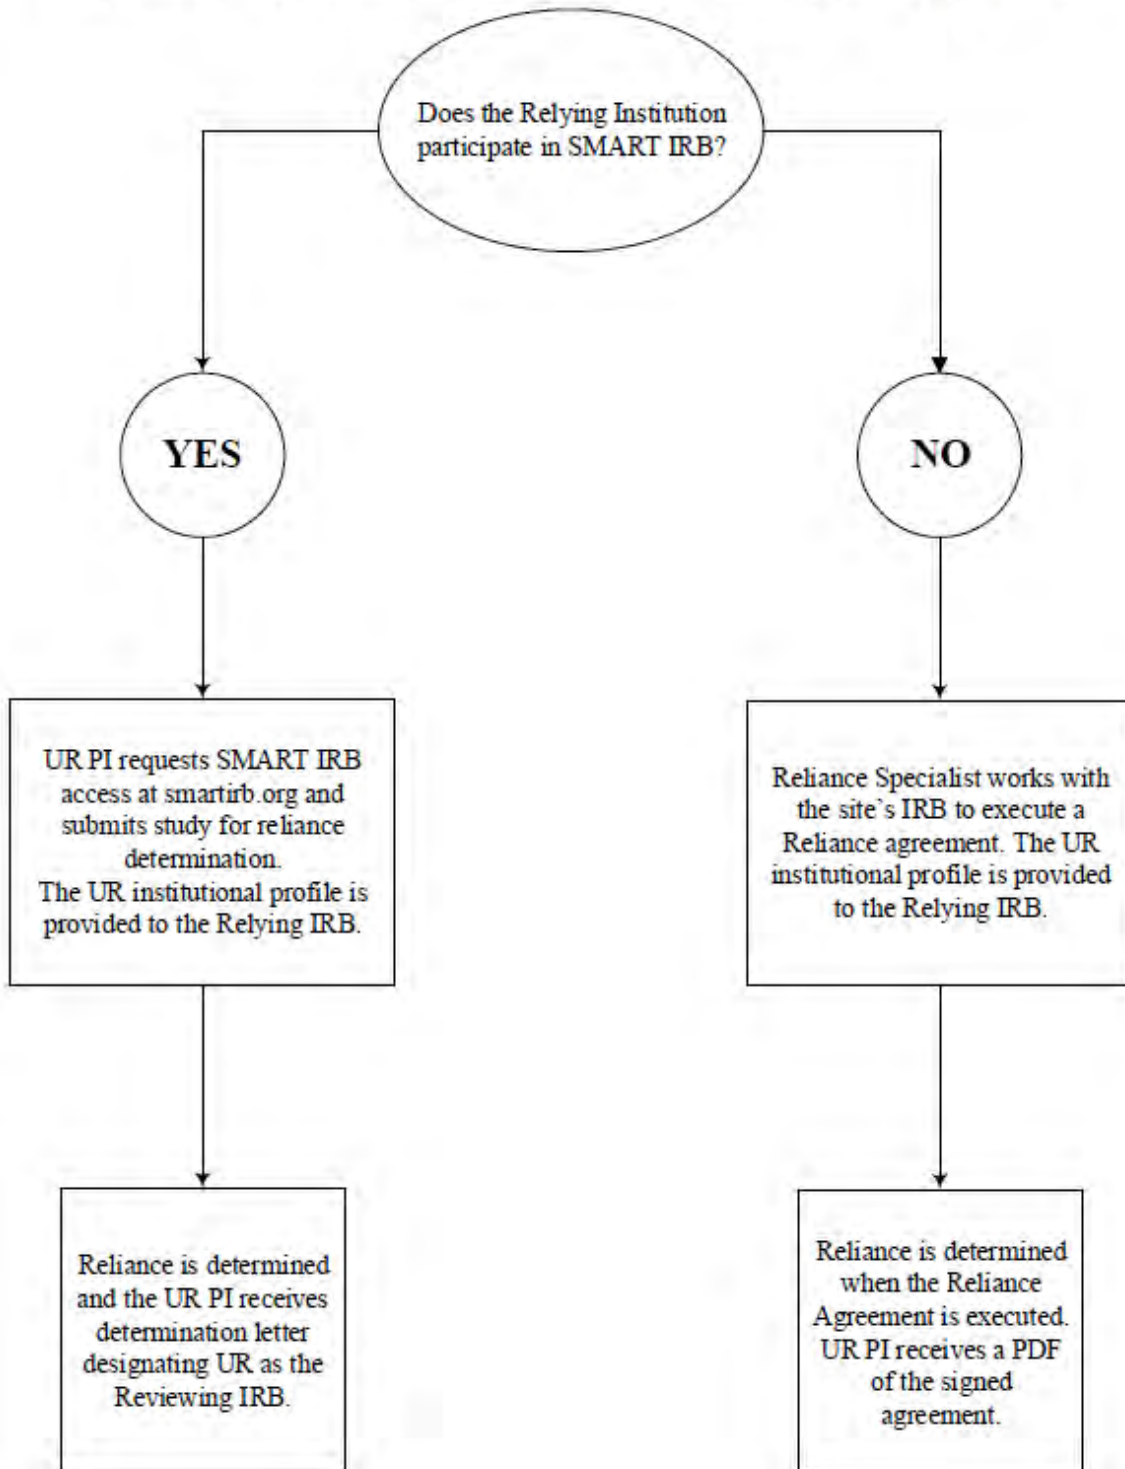 Does the Relying Institution
participate in SMART IRB?
YES
NO
UR PI requests SMART IRB
access at smartirb.org and
submits study for reliance
determination.
The UR institutional profile is
provided to the Relying IRB.
Reliance Specialist works with
the site's IRB to execute a
Reliance agreement. The UR
institutional profile is provided
to the Relying IRB.
Reliance is determined
and the UR PI receives
determination letter
designating UR as the
Reviewing IRB.
Reliance is determined
when the Reliance
Agreement is executed.
UR PI receives a PDF
of the signed
agreement.